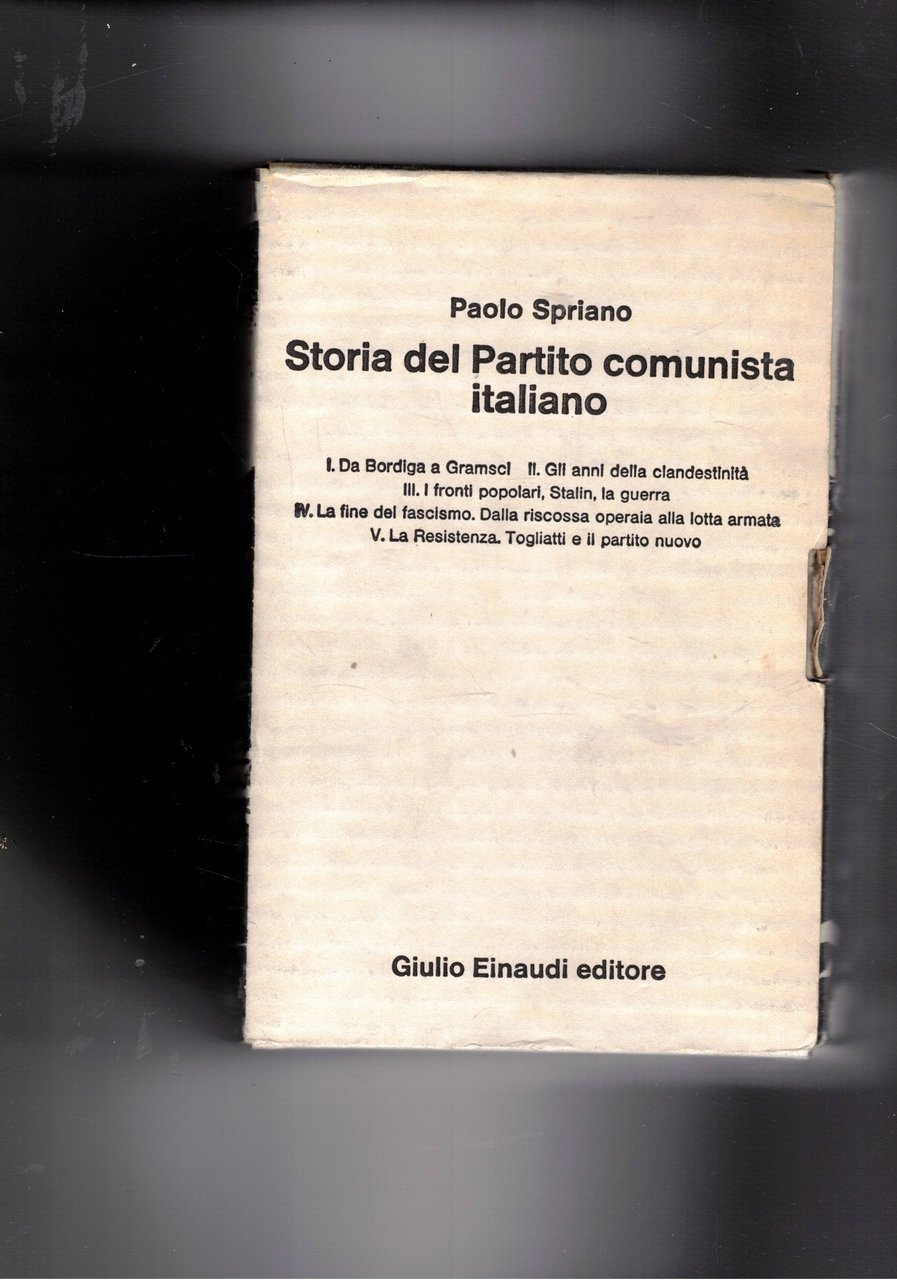 Paolo Spriano
Storia del Partito comunista
italiano
I. Da Bordiga a Gramsci II. Gli anni della clandestinità
III. I fronti popolari, Stalin, la guerra
IV. La fine del fascismo. Dalla riscossa operaia alla lotta armata
V. La Resistenza. Togliatti e il partito nuovo
Giulio Einaudi editore